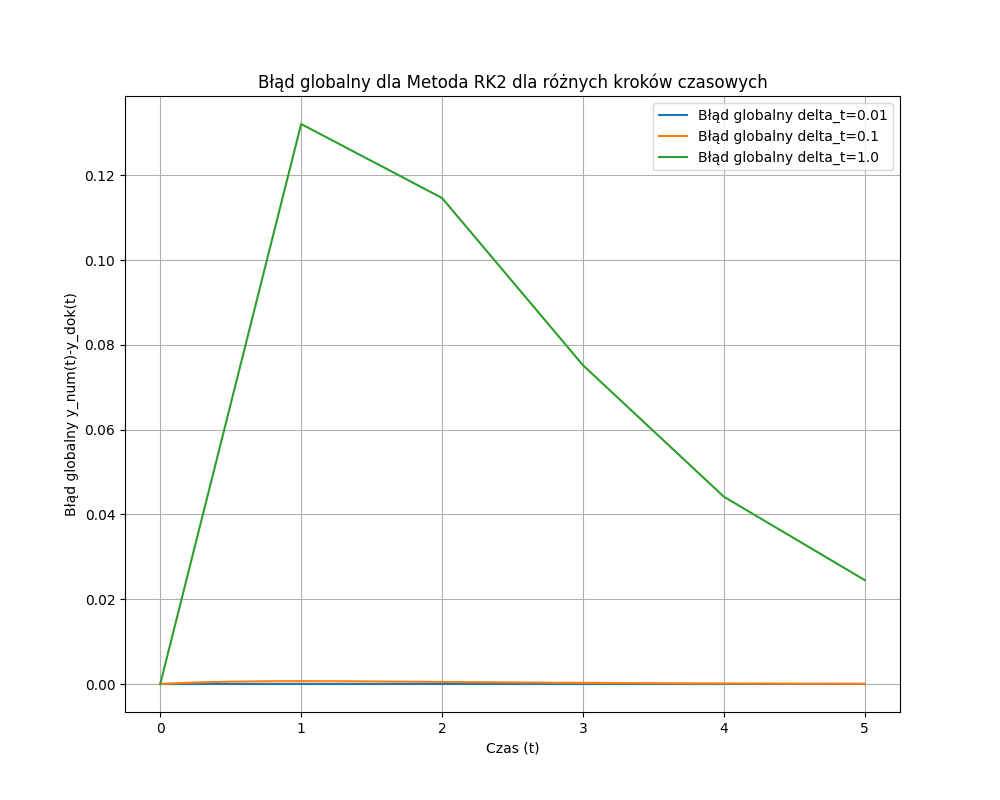 Błąd globalny dla Metoda RK2 dla różnych kroków czasowych
Błąd globalny delta_t=0.01
Błąd globalny delta_t=0.1
Błąd globalny delta_t=1.0
Błąd globalny y_num(t)-y_dok(t)
0.12
0.10
0.08
0.06
0.04
0.02
0.00
0
1
2
3
4
5
Czas (t)